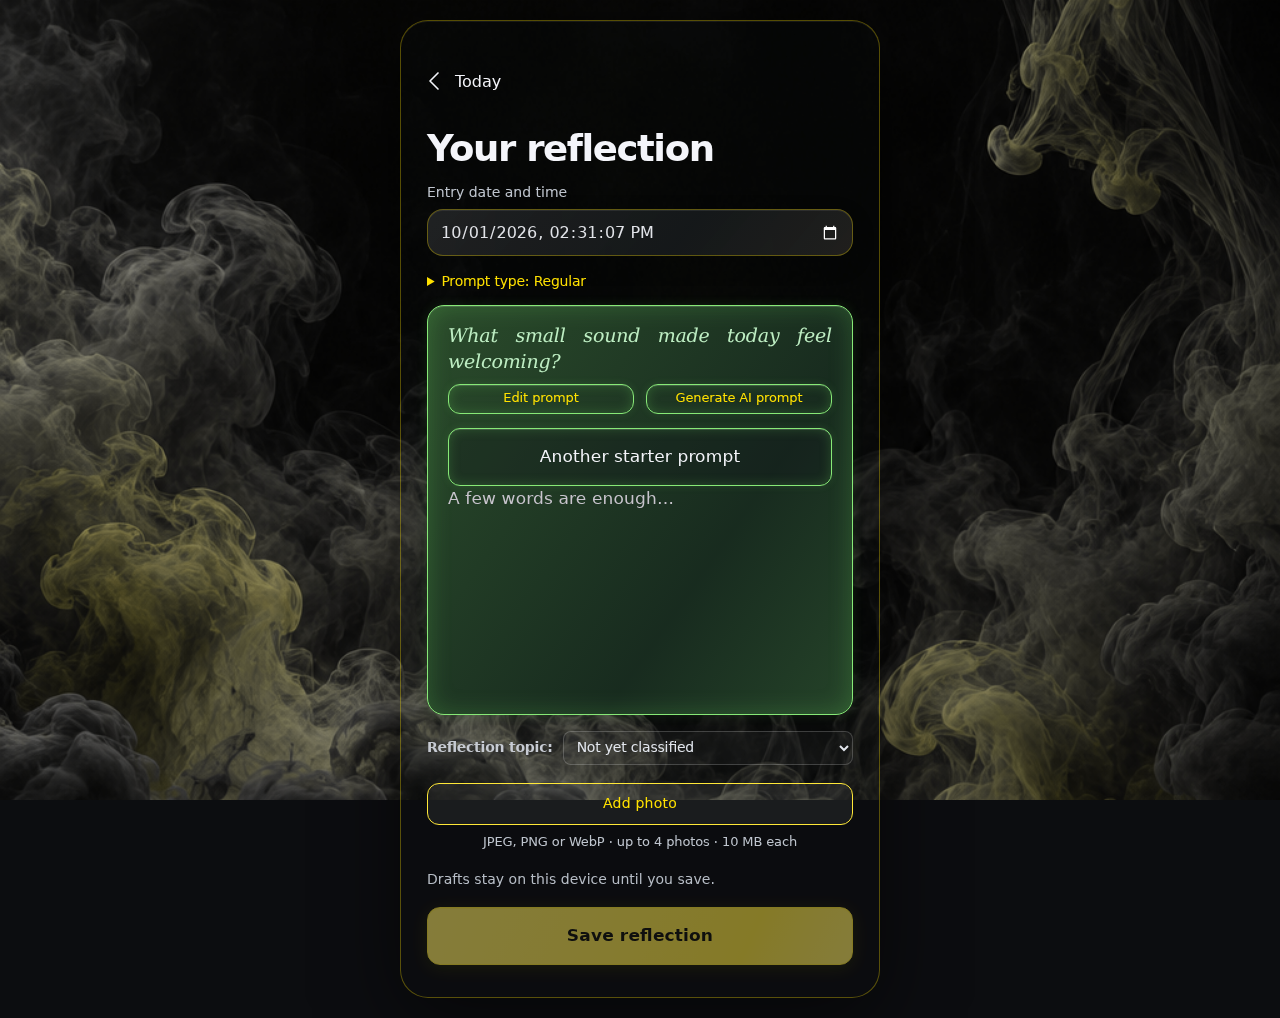 Today
Your reflection
Entry date and time
10/01/2026, 02:31:07 PM
Prompt type: Regular
What small sound made today feel
welcoming?
Edit prompt
Generate AI prompt
Another starter prompt
A few words are enough...
Reflection topic:
Not yet classified
Add photo
JPEG, PNG or WebP · up to 4 photos · 10 MB each
Drafts stay on this device until you save.
Save reflection